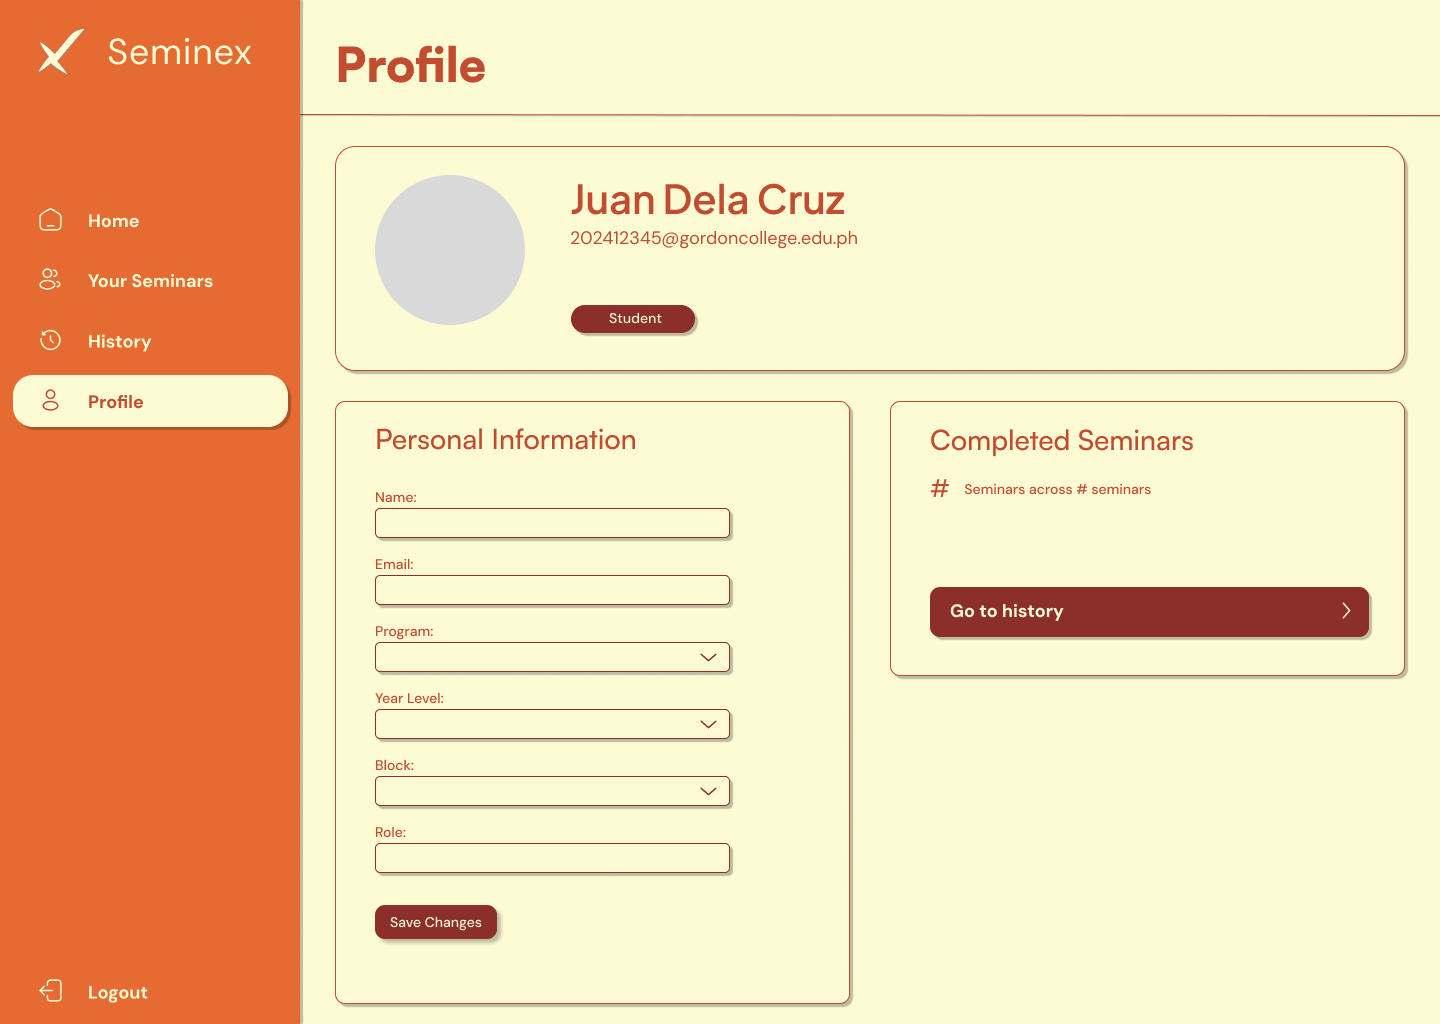 Seminex
Home
Your Seminars
History
Profile
Logout
Profile
Juan Dela Cruz
202412345@gordoncollege.edu.ph
Student
Personal Information
Name:
Email:
Program:
Year Level:
Block:
Role:
Save Changes
Completed Seminars
# Seminars across # seminars
Go to history